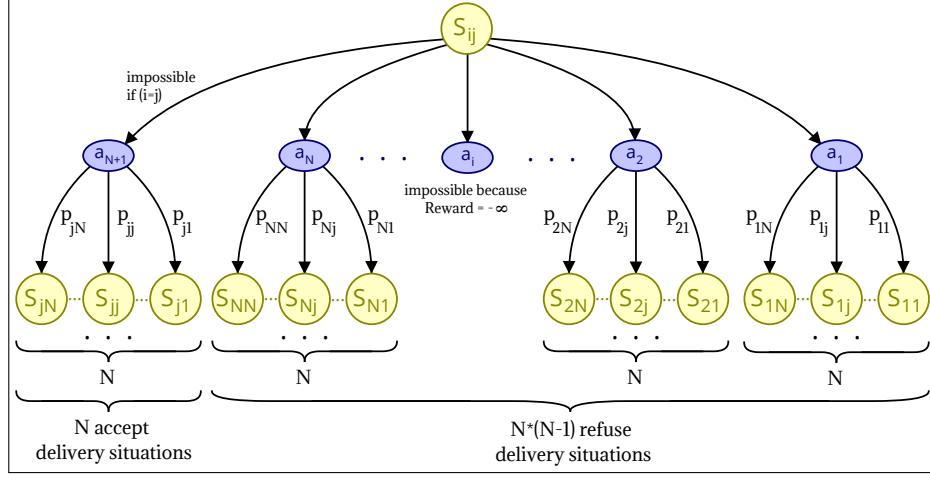 S_ij
impossible
if (i=j)
a_N+1
a_N
. . .
a_i
. . .
a_2
a_1
impossible because
Reward = -∞
p_jN
p_jj
p_j1
p_NN
p_Nj
p_N1
p_2N
p_2j
p_21
p_1N
p_1j
p_11
S_jN ... S_jj ... S_j1
S_NN ... S_Nj ... S_N1
S_2N ... S_2j ... S_21
S_1N ... S_1j ... S_11
. . .
. . .
. . .
. . .
N
N
N
N
N accept
delivery situations
N*(N-1) refuse
delivery situations